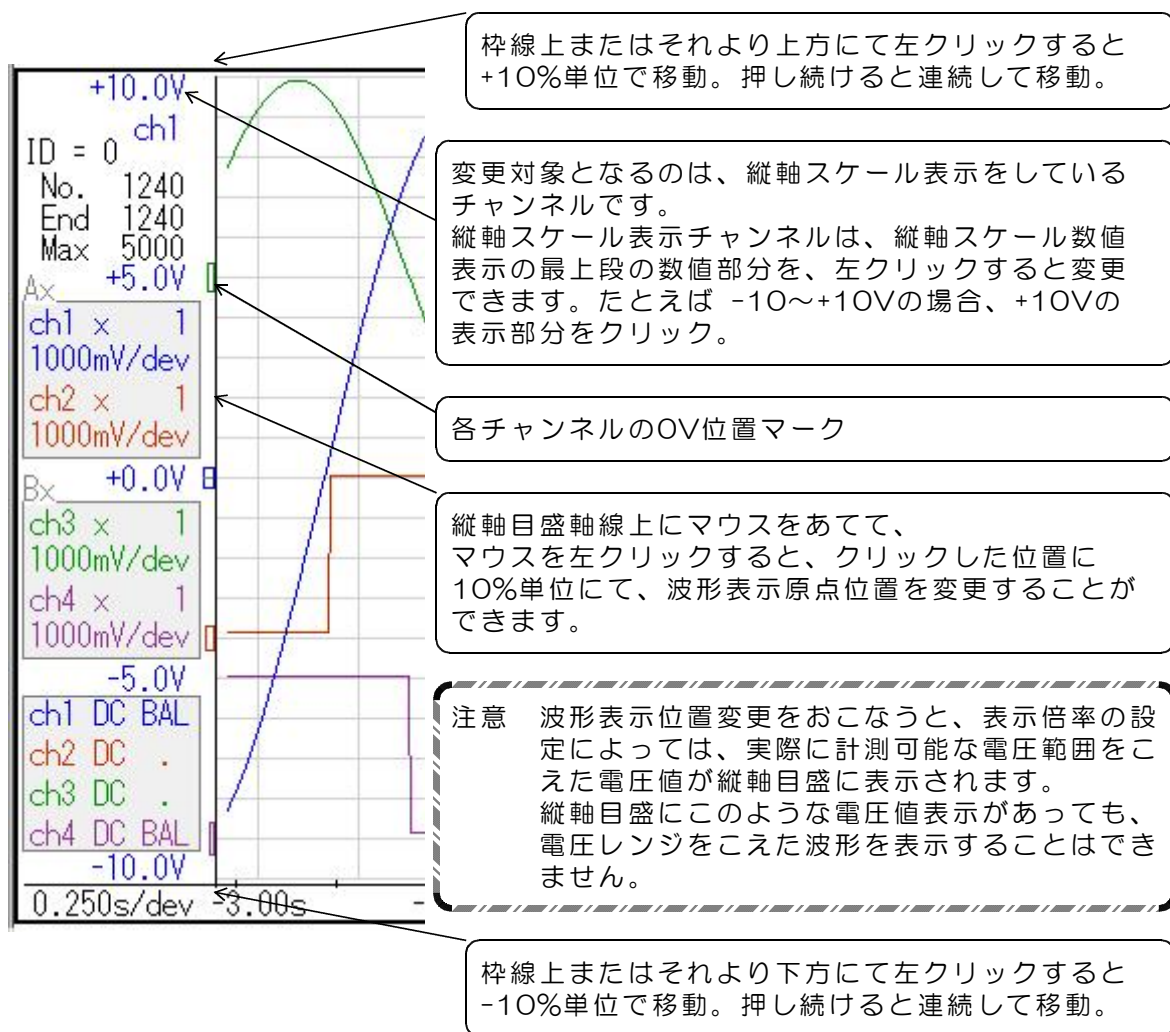 枠線上またはそれより上方にて左クリックすると
+10%単位で移動。押し続けると連続して移動。
+10.0V
ch1
ID = 0
No. 1240
End 1240
Max 5000
+5.0V
Ax
ch1 x 1
1000mV/dev
ch2 x 1
1000mV/dev
+0.0V
Bx
ch3 x 1
1000mV/dev
ch4 x 1
1000mV/dev
-5.0V
ch1 DC BAL
ch2 DC .
ch3 DC .
ch4 DC BAL
-10.0V
0.250s/dev -3.00s -
変更対象となるのは、縦軸スケール表示をしている
チャンネルです。
縦軸スケール表示チャンネルは、縦軸スケール数値
表示の最上段の数値部分を、左クリックすると変更
できます。たとえば -10～+10Vの場合、+10Vの
表示部分をクリック。
各チャンネルの0V位置マーク
縦軸目盛軸線上にマウスをあてて、
マウスを左クリックすると、クリックした位置に
10%単位にて、波形表示原点位置を変更することが
できます。
注意 波形表示位置変更をおこなうと、表示倍率の設
定によっては、実際に計測可能な電圧範囲をこ
えた電圧値が縦軸目盛に表示されます。
縦軸目盛にこのような電圧値表示があっても、
電圧レンジをこえた波形を表示することはでき
ません。
枠線上またはそれより下方にて左クリックすると
-10%単位で移動。押し続けると連続して移動。